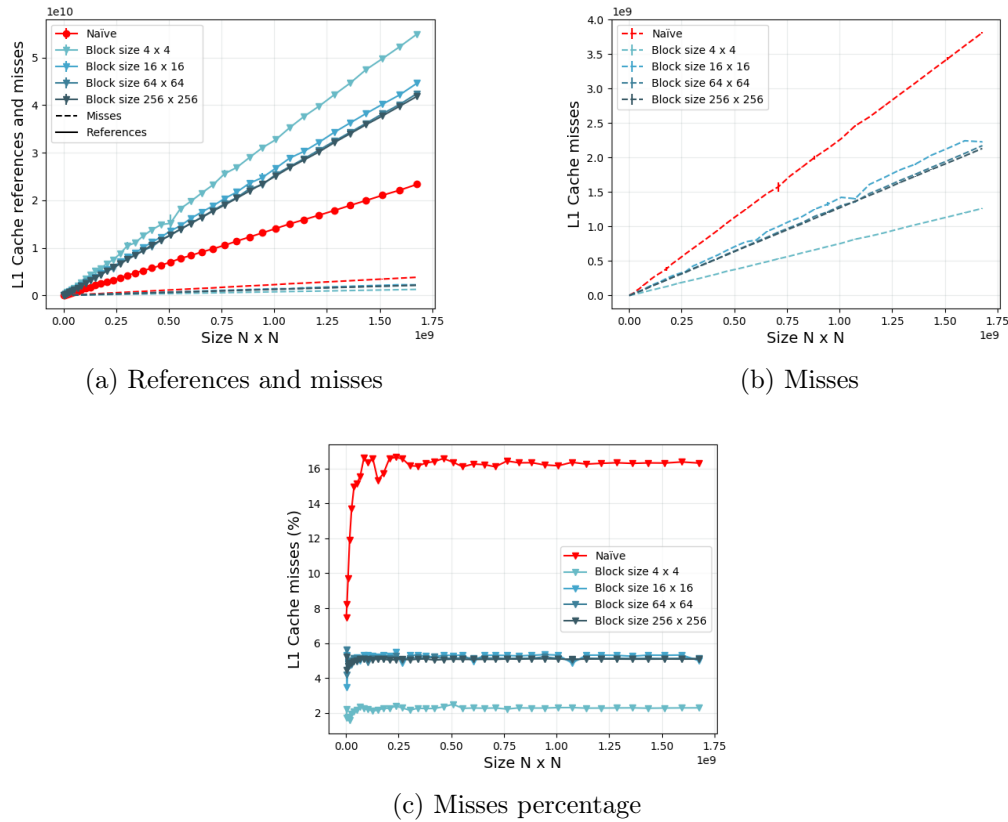 1e10
L1 Cache references and misses
5
4
3
2
1
0
Naïve
Block size 4 x 4
Block size 16 x 16
Block size 64 x 64
Block size 256 x 256
Misses
References
0.00 0.25 0.50 0.75 1.00 1.25 1.50 1.75
1e9
Size N x N
(a) References and misses
1e9
L1 Cache misses
4.0
3.5
3.0
2.5
2.0
1.5
1.0
0.5
0.0
Naïve
Block size 4 x 4
Block size 16 x 16
Block size 64 x 64
Block size 256 x 256
0.00 0.25 0.50 0.75 1.00 1.25 1.50 1.75
1e9
Size N x N
(b) Misses
L1 Cache misses (%)
16
14
12
10
8
6
4
2
Naïve
Block size 4 x 4
Block size 16 x 16
Block size 64 x 64
Block size 256 x 256
0.00 0.25 0.50 0.75 1.00 1.25 1.50 1.75
1e9
Size N x N
(c) Misses percentage